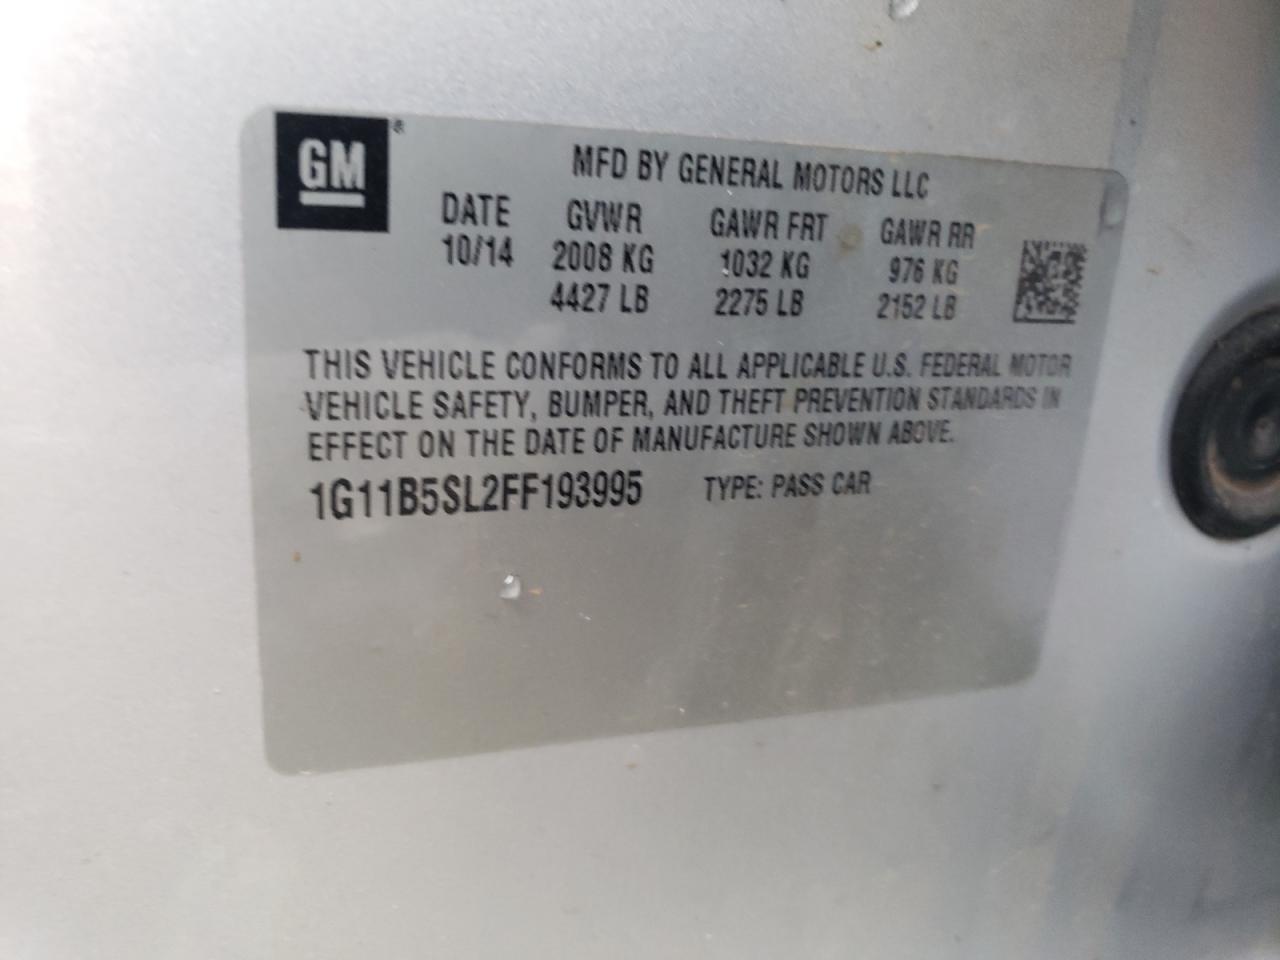 GM®
MFD BY GENERAL MOTORS LLC
DATE GVWR GAWR FRT GAWR RR
10/14 2008 KG 1032 KG 976 KG
4427 LB 2275 LB 2152 LB
THIS VEHICLE CONFORMS TO ALL APPLICABLE U.S. FEDERAL MOTOR
VEHICLE SAFETY, BUMPER, AND THEFT PREVENTION STANDARDS IN
EFFECT ON THE DATE OF MANUFACTURE SHOWN ABOVE.
1G11B5SL2FF193995 TYPE: PASS CAR